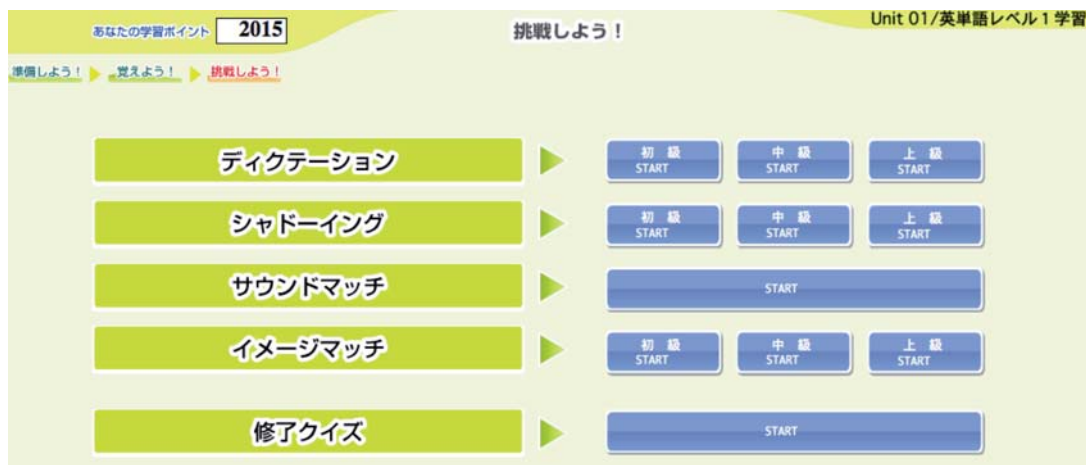 あなたの学習ポイント 2015
挑戦しよう！
Unit 01/英単語レベル1学習
準備しよう！ 覚えよう！ 挑戦しよう！
ディクテーション 初 級 START 中 級 START 上 級 START
シャドーイング 初 級 START 中 級 START 上 級 START
サウンドマッチ START
イメージマッチ 初 級 START 中 級 START 上 級 START
修了クイズ START